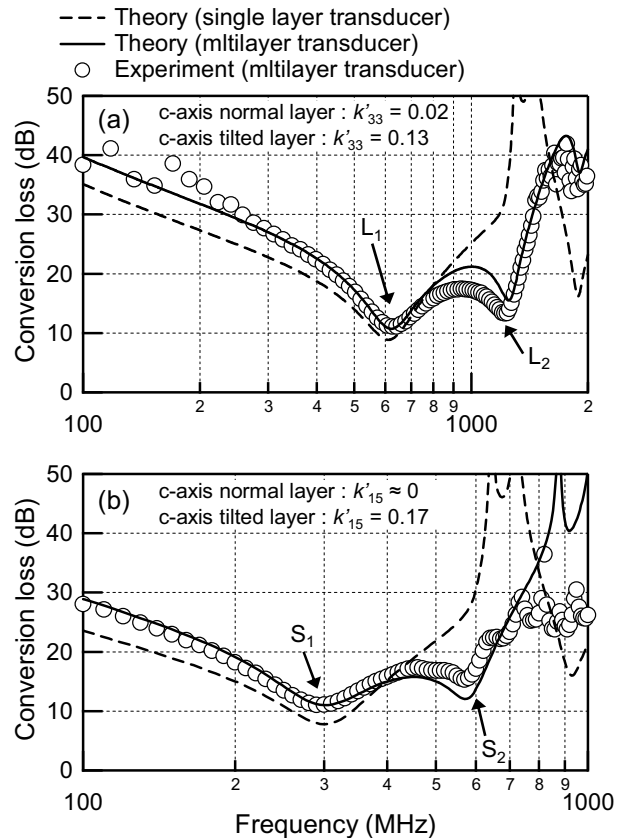 Theory (single layer transducer)
Theory (mltilayer transducer)
Experiment (mltilayer transducer)
(a)
c-axis normal layer : k'33 = 0.02
c-axis tilted layer : k'33 = 0.13
Conversion loss (dB)
50
40
30
20
10
0
L1
L2
100
2
3
4
5
6
7
8
9
1000
2
(b)
c-axis normal layer : k'15 ≈ 0
c-axis tilted layer : k'15 = 0.17
Conversion loss (dB)
50
40
30
20
10
0
S1
S2
100
2
3
4
5
6
7
8
9
1000
Frequency (MHz)